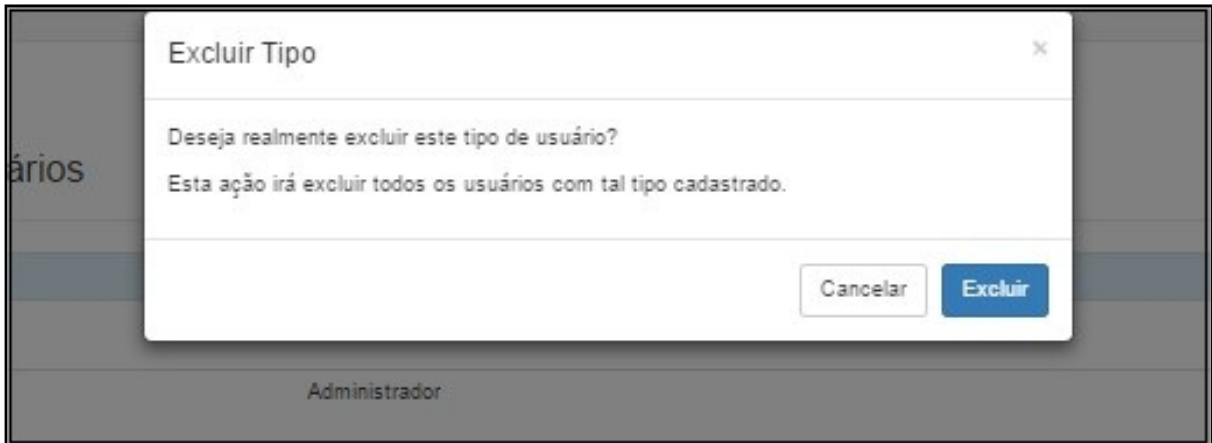 Excluir Tipo ×
Deseja realmente excluir este tipo de usuário?
ários
Esta ação irá excluir todos os usuários com tal tipo cadastrado.
Cancelar Excluir
Administrador